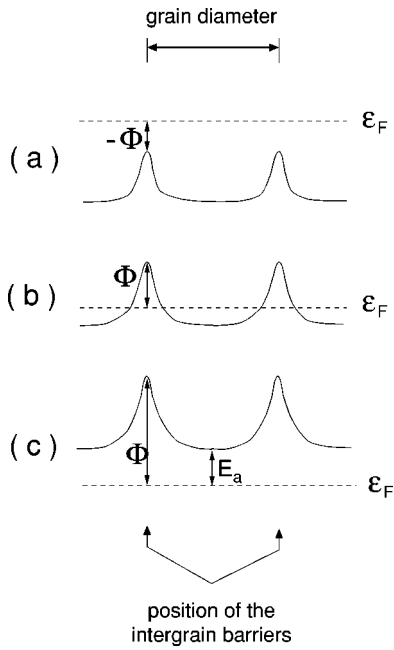 grain diameter
εF
-Φ
(a)
Φ
(b)
εF
(c)
Φ
Ea
εF
position of the
intergrain barriers